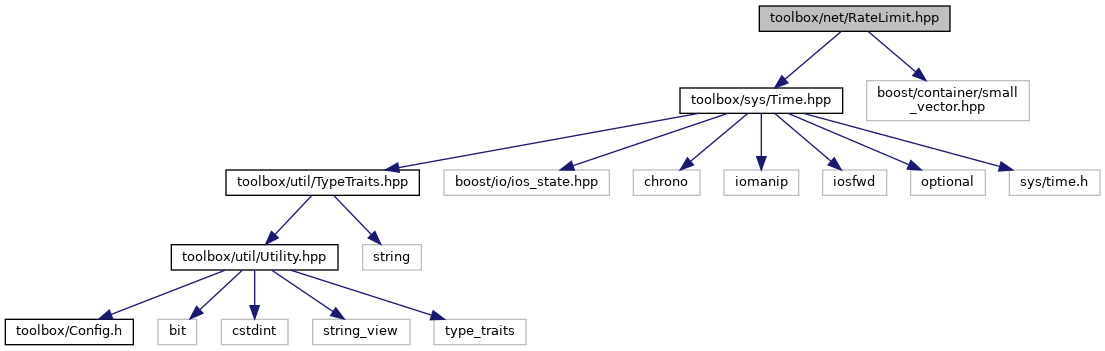 toolbox/net/RateLimit.hpp
toolbox/sys/Time.hpp
boost/container/small
_vector.hpp
toolbox/util/TypeTraits.hpp
boost/io/ios_state.hpp
chrono
iomanip
iosfwd
optional
sys/time.h
toolbox/util/Utility.hpp
string
toolbox/Config.h
bit
cstdint
string_view
type_traits